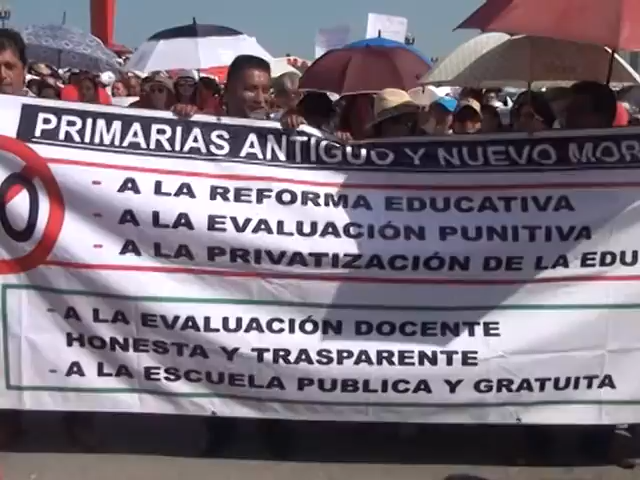 PRIMARIAS ANTIGUO Y NUEVO MOR
O
- A LA REFORMA EDUCATIVA
- A LA EVALUACIÓN PUNITIVA
- A LA PRIVATIZACIÓN DE LA EDU
- A LA EVALUACIÓN DOCENTE
HONESTA Y TRASPARENTE
- A LA ESCUELA PUBLICA Y GRATUITA